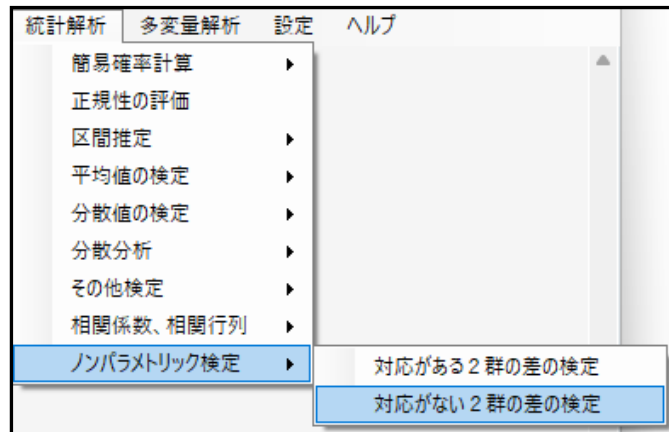 統計解析 多変量解析 設定 ヘルプ
簡易確率計算
正規性の評価
区間推定
平均値の検定
分散値の検定
分散分析
その他検定
相関係数、相関行列
ノンパラメトリック検定
対応がある2群の差の検定
対応がない2群の差の検定